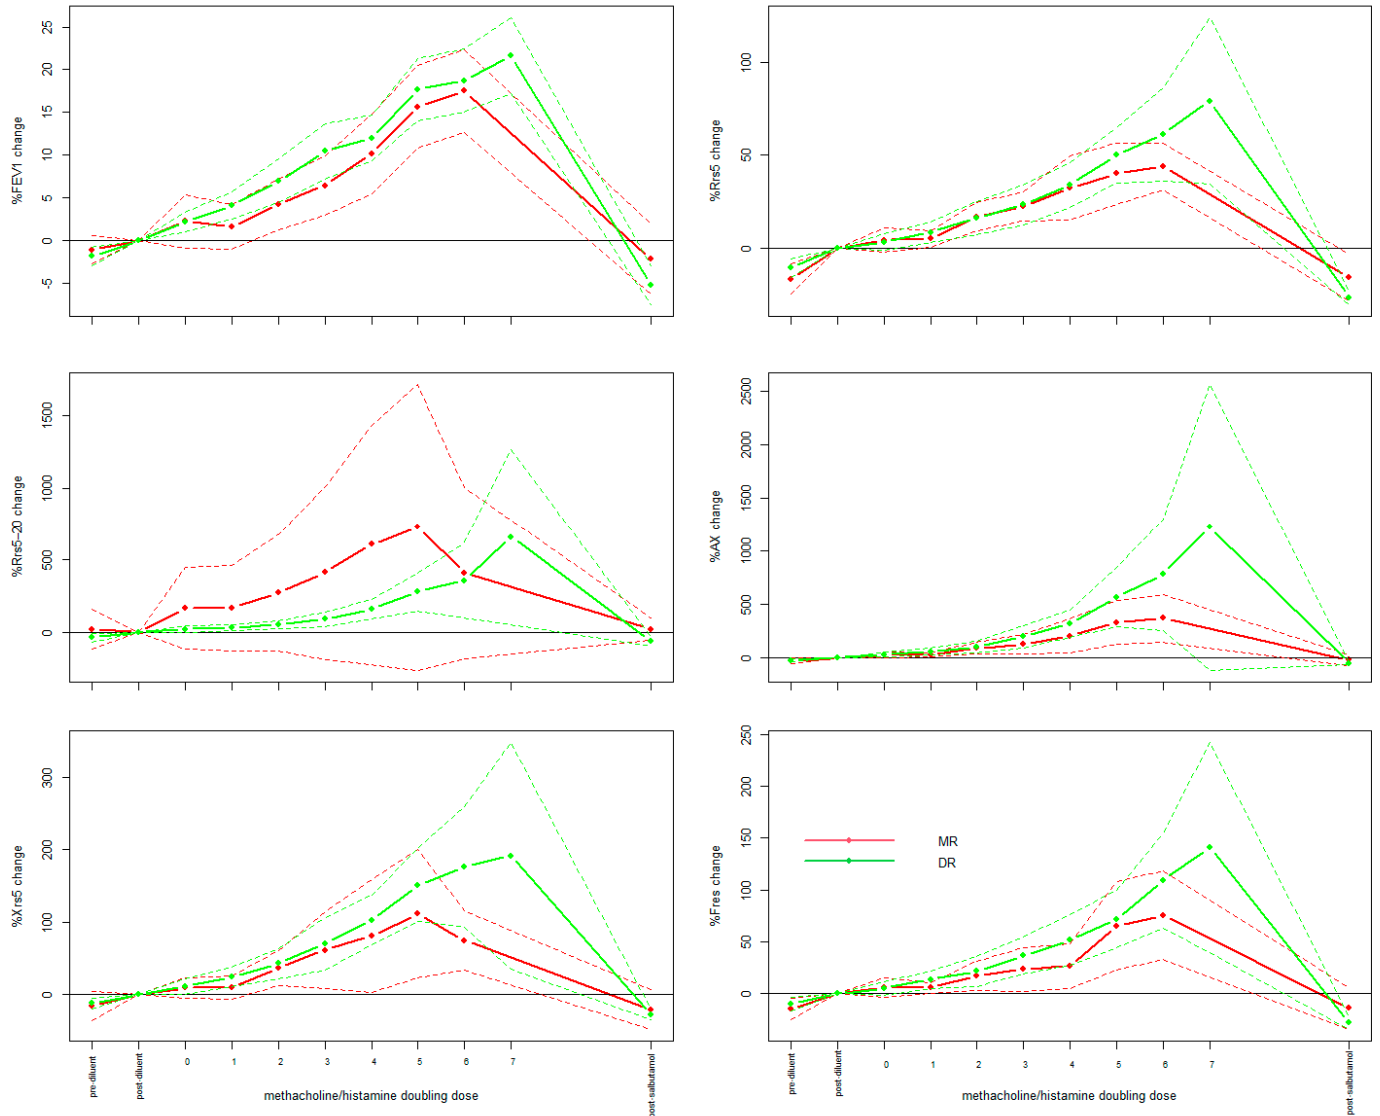 %FEV1 change
25
20
15
10
5
0
-5
%Rrs5 change
100
50
0
%Rrs5–20 change
1500
1000
500
0
%AX change
2500
2000
1500
1000
500
0
%Xrs5 change
300
200
100
0
pre-diluent
post-diluent
0
1
2
3
4
5
6
7
post-salbutamol
methacholine/histamine doubling dose
%Fres change
250
200
150
100
50
0
MR
DR
pre-diluent
post-diluent
0
1
2
3
4
5
6
7
post-salbutamol
methacholine/histamine doubling dose